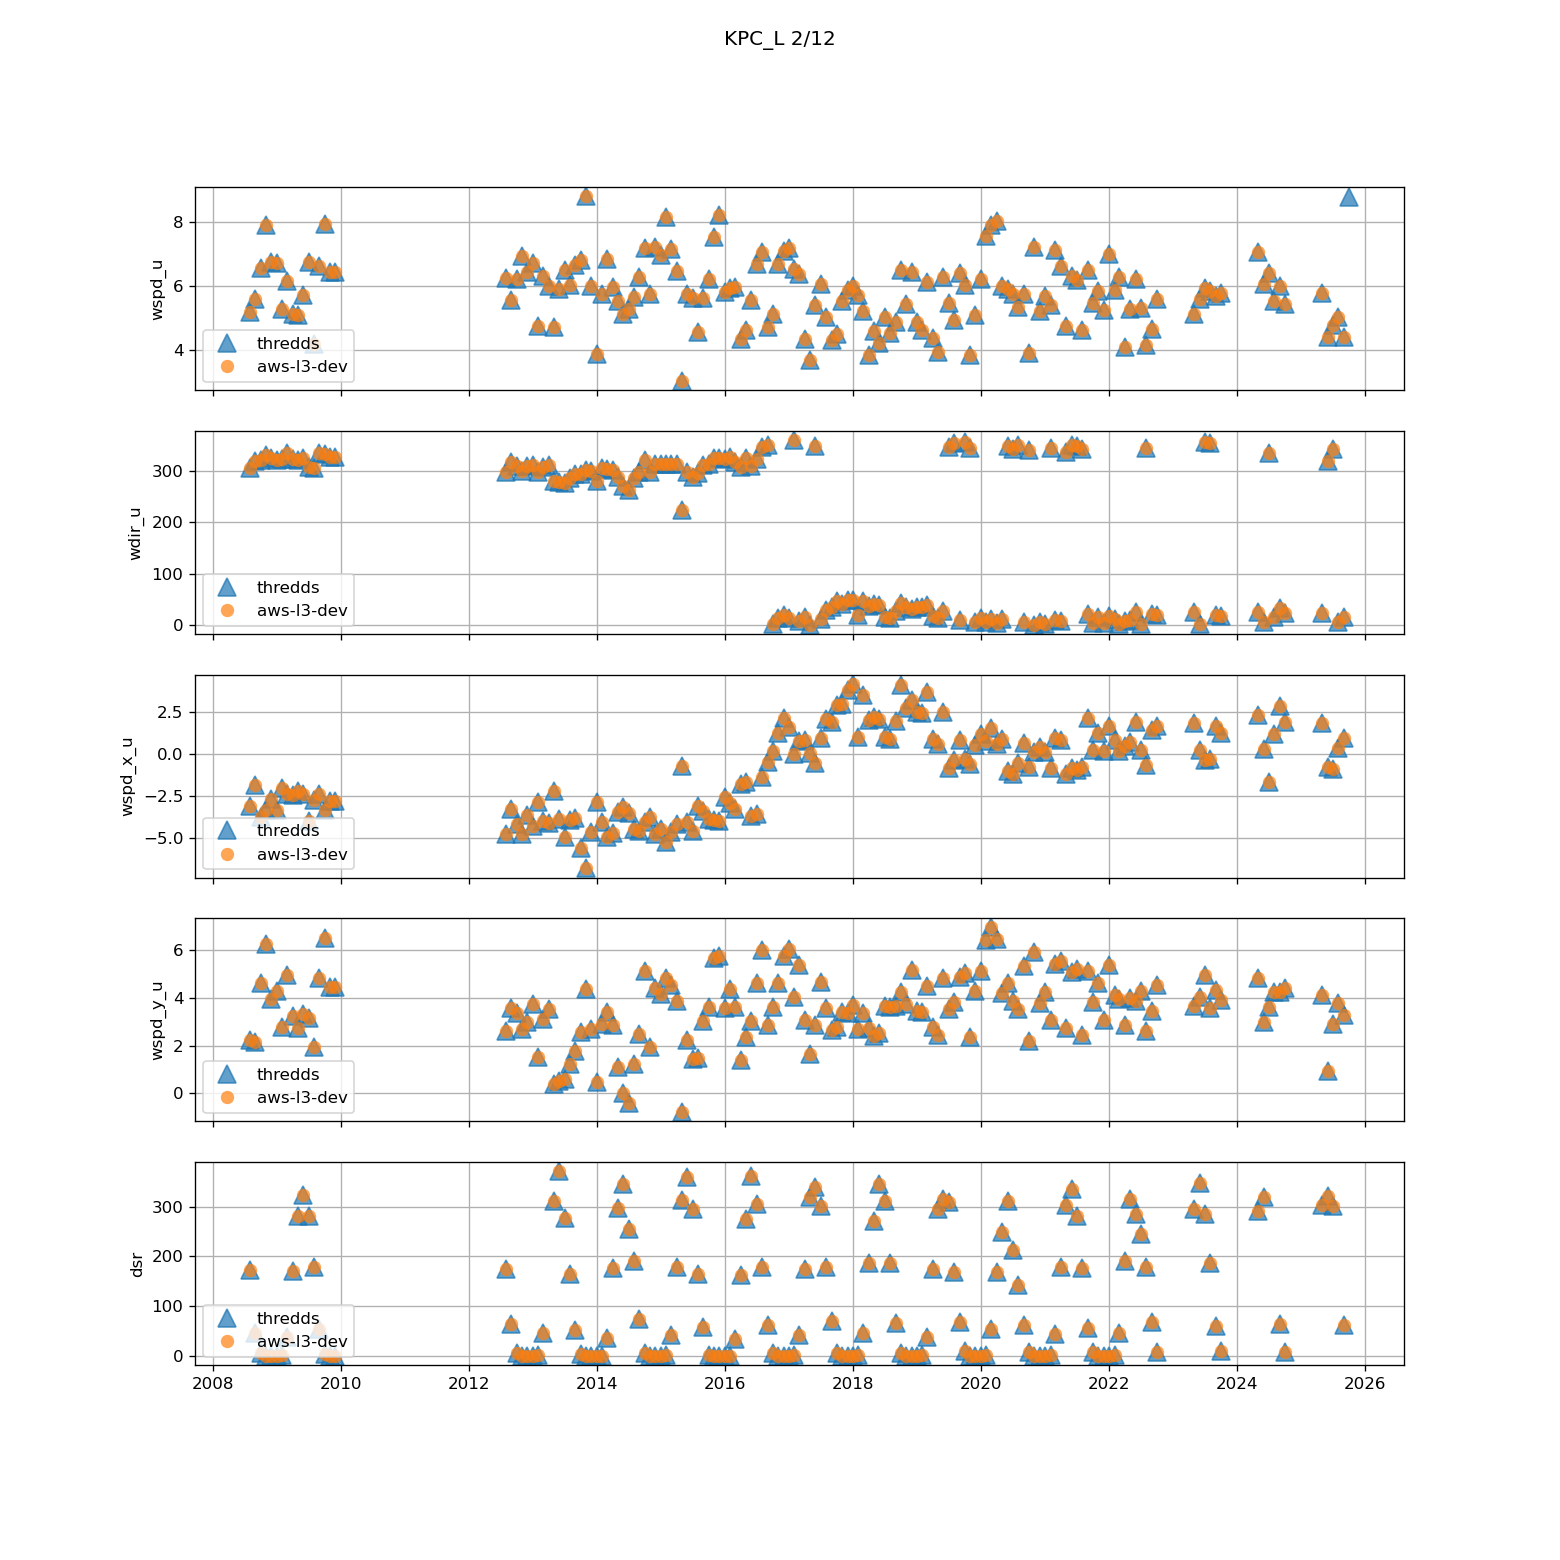 KPC_L 2/12
wspd_u
8
6
4
thredds
aws-l3-dev
wdir_u
300
200
100
0
thredds
aws-l3-dev
wspd_x_u
2.5
0.0
−2.5
−5.0
thredds
aws-l3-dev
wspd_y_u
6
4
2
0
thredds
aws-l3-dev
dsr
300
200
100
0
thredds
aws-l3-dev
2008 2010 2012 2014 2016 2018 2020 2022 2024 2026